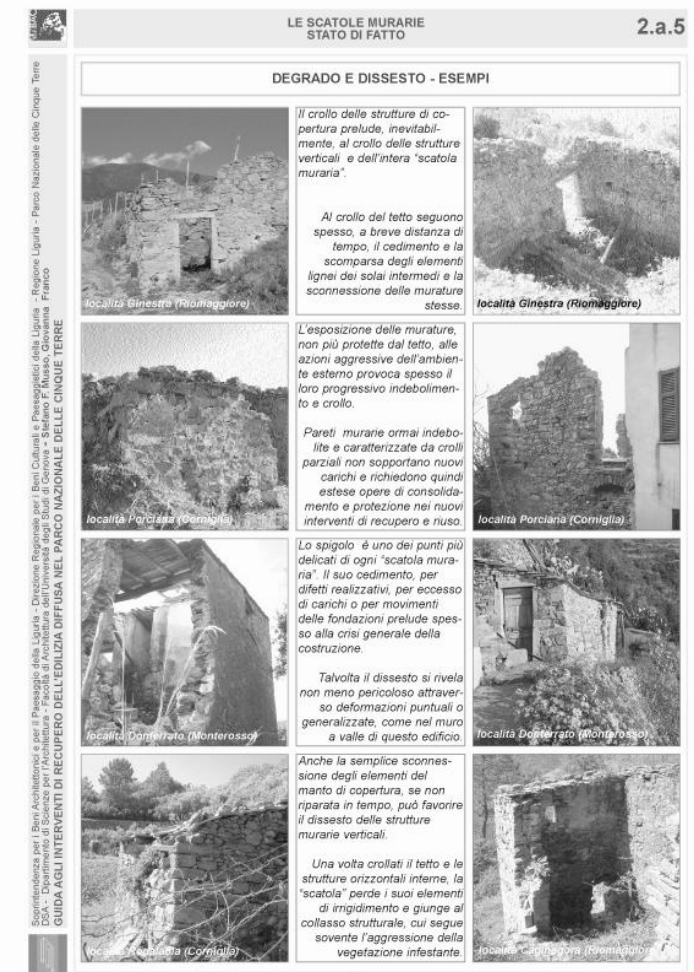 LE SCATOLE MURARIE
STATO DI FATTO
2.a.5
DEGRADO E DISSESTO - ESEMPI
Il crollo delle strutture di co-
pertura prelude, inevitabil-
mente, al crollo delle strutture
verticali e dell'intera "scatola
muraria".
Al crollo del tetto seguono
spesso, a breve distanza di
tempo, il cedimento e la
scomparsa degli elementi
lignei dei solai intermedi e la
sconnessione delle murature
stesse.
località Ginestra (Riomaggiore)
località Ginestra (Riomaggiore)
L'esposizione delle murature,
non più protette dal tetto, alle
azioni aggressive dell'ambien-
te esterno provoca spesso il
loro progressivo indebolimen-
to e crollo.
Pareti murarie ormai indebo-
lite e caratterizzate da crolli
parziali non sopportano nuovi
carichi e richiedono quindi
estese opere di consolida-
mento e protezione nei nuovi
interventi di recupero e riuso.
località Porciana (Corniglia)
località Porciana (Corniglia)
Lo spigolo è uno dei punti più
delicati di ogni "scatola mura-
ria". Il suo cedimento, per
difetti realizzativi, per eccesso
di carichi o per movimenti
delle fondazioni prelude spes-
so alla crisi generale della
costruzione.
Talvolta il dissesto si rivela
non meno pericoloso attraver-
so deformazioni puntuali o
generalizzate, come nel muro
a valle di questo edificio.
località Donferrato (Monterosso)
località Donferrato (Monterosso)
Anche la semplice sconnes-
sione degli elementi del
manto di copertura, se non
riparata in tempo, può favorire
il dissesto delle strutture
murarie verticali.
Una volta crollati il tetto e le
strutture orizzontali interne, la
"scatola" perde i suoi elementi
di irrigidimento e giunge al
collasso strutturale, cui segue
sovente l'aggressione della
vegetazione infestante.
località (Corniglia)
località (Riomaggiore)
Soprintendenza per i Beni Architettonici e per il Paesaggio della Liguria - Direzione Regionale per i Beni Culturali e Paesaggistici della Liguria - Regione Liguria - Parco Nazionale delle Cinque Terre
DSA - Dipartimento di Scienze per l'Architettura - Facoltà di Architettura dell'Università degli Studi di Genova - Stefano F. Musso, Giovanna Franco
GUIDA AGLI INTERVENTI DI RECUPERO DELL'EDILIZIA DIFFUSA NEL PARCO NAZIONALE DELLE CINQUE TERRE